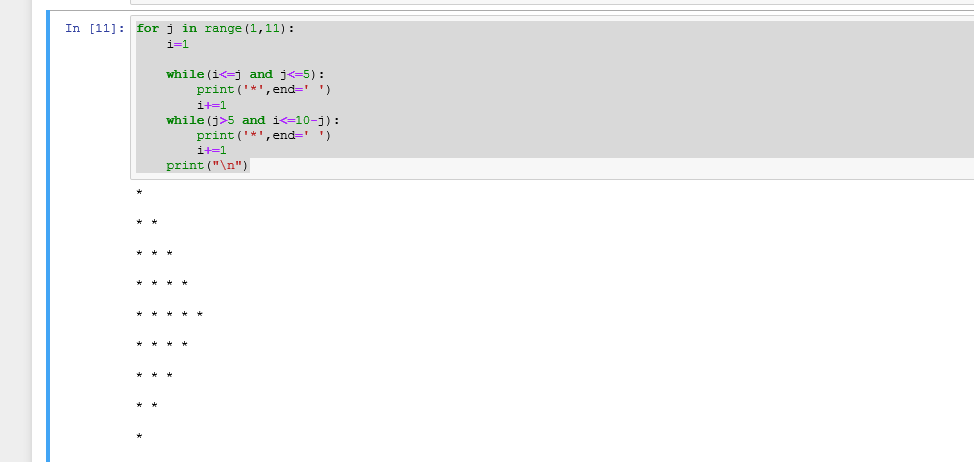 In [11]: for j in range(1,11):
    i=1
    while(i<=j and j<=5):
        print('*',end=' ')
        i+=1
    while(j>5 and i<=10-j):
        print('*',end=' ')
        i+=1
    print("\n")
*
* *
* * *
* * * *
* * * * *
* * * *
* * *
* *
*